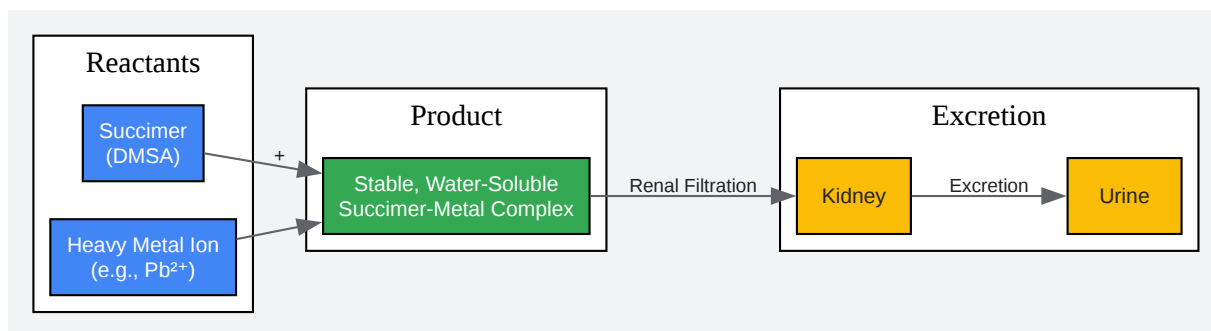 Reactants
Succimer
(DMSA)
+
Heavy Metal Ion
(e.g., Pb²⁺)
Product
Stable, Water-Soluble
Succimer-Metal Complex
Renal Filtration
Excretion
Kidney
Excretion
Urine